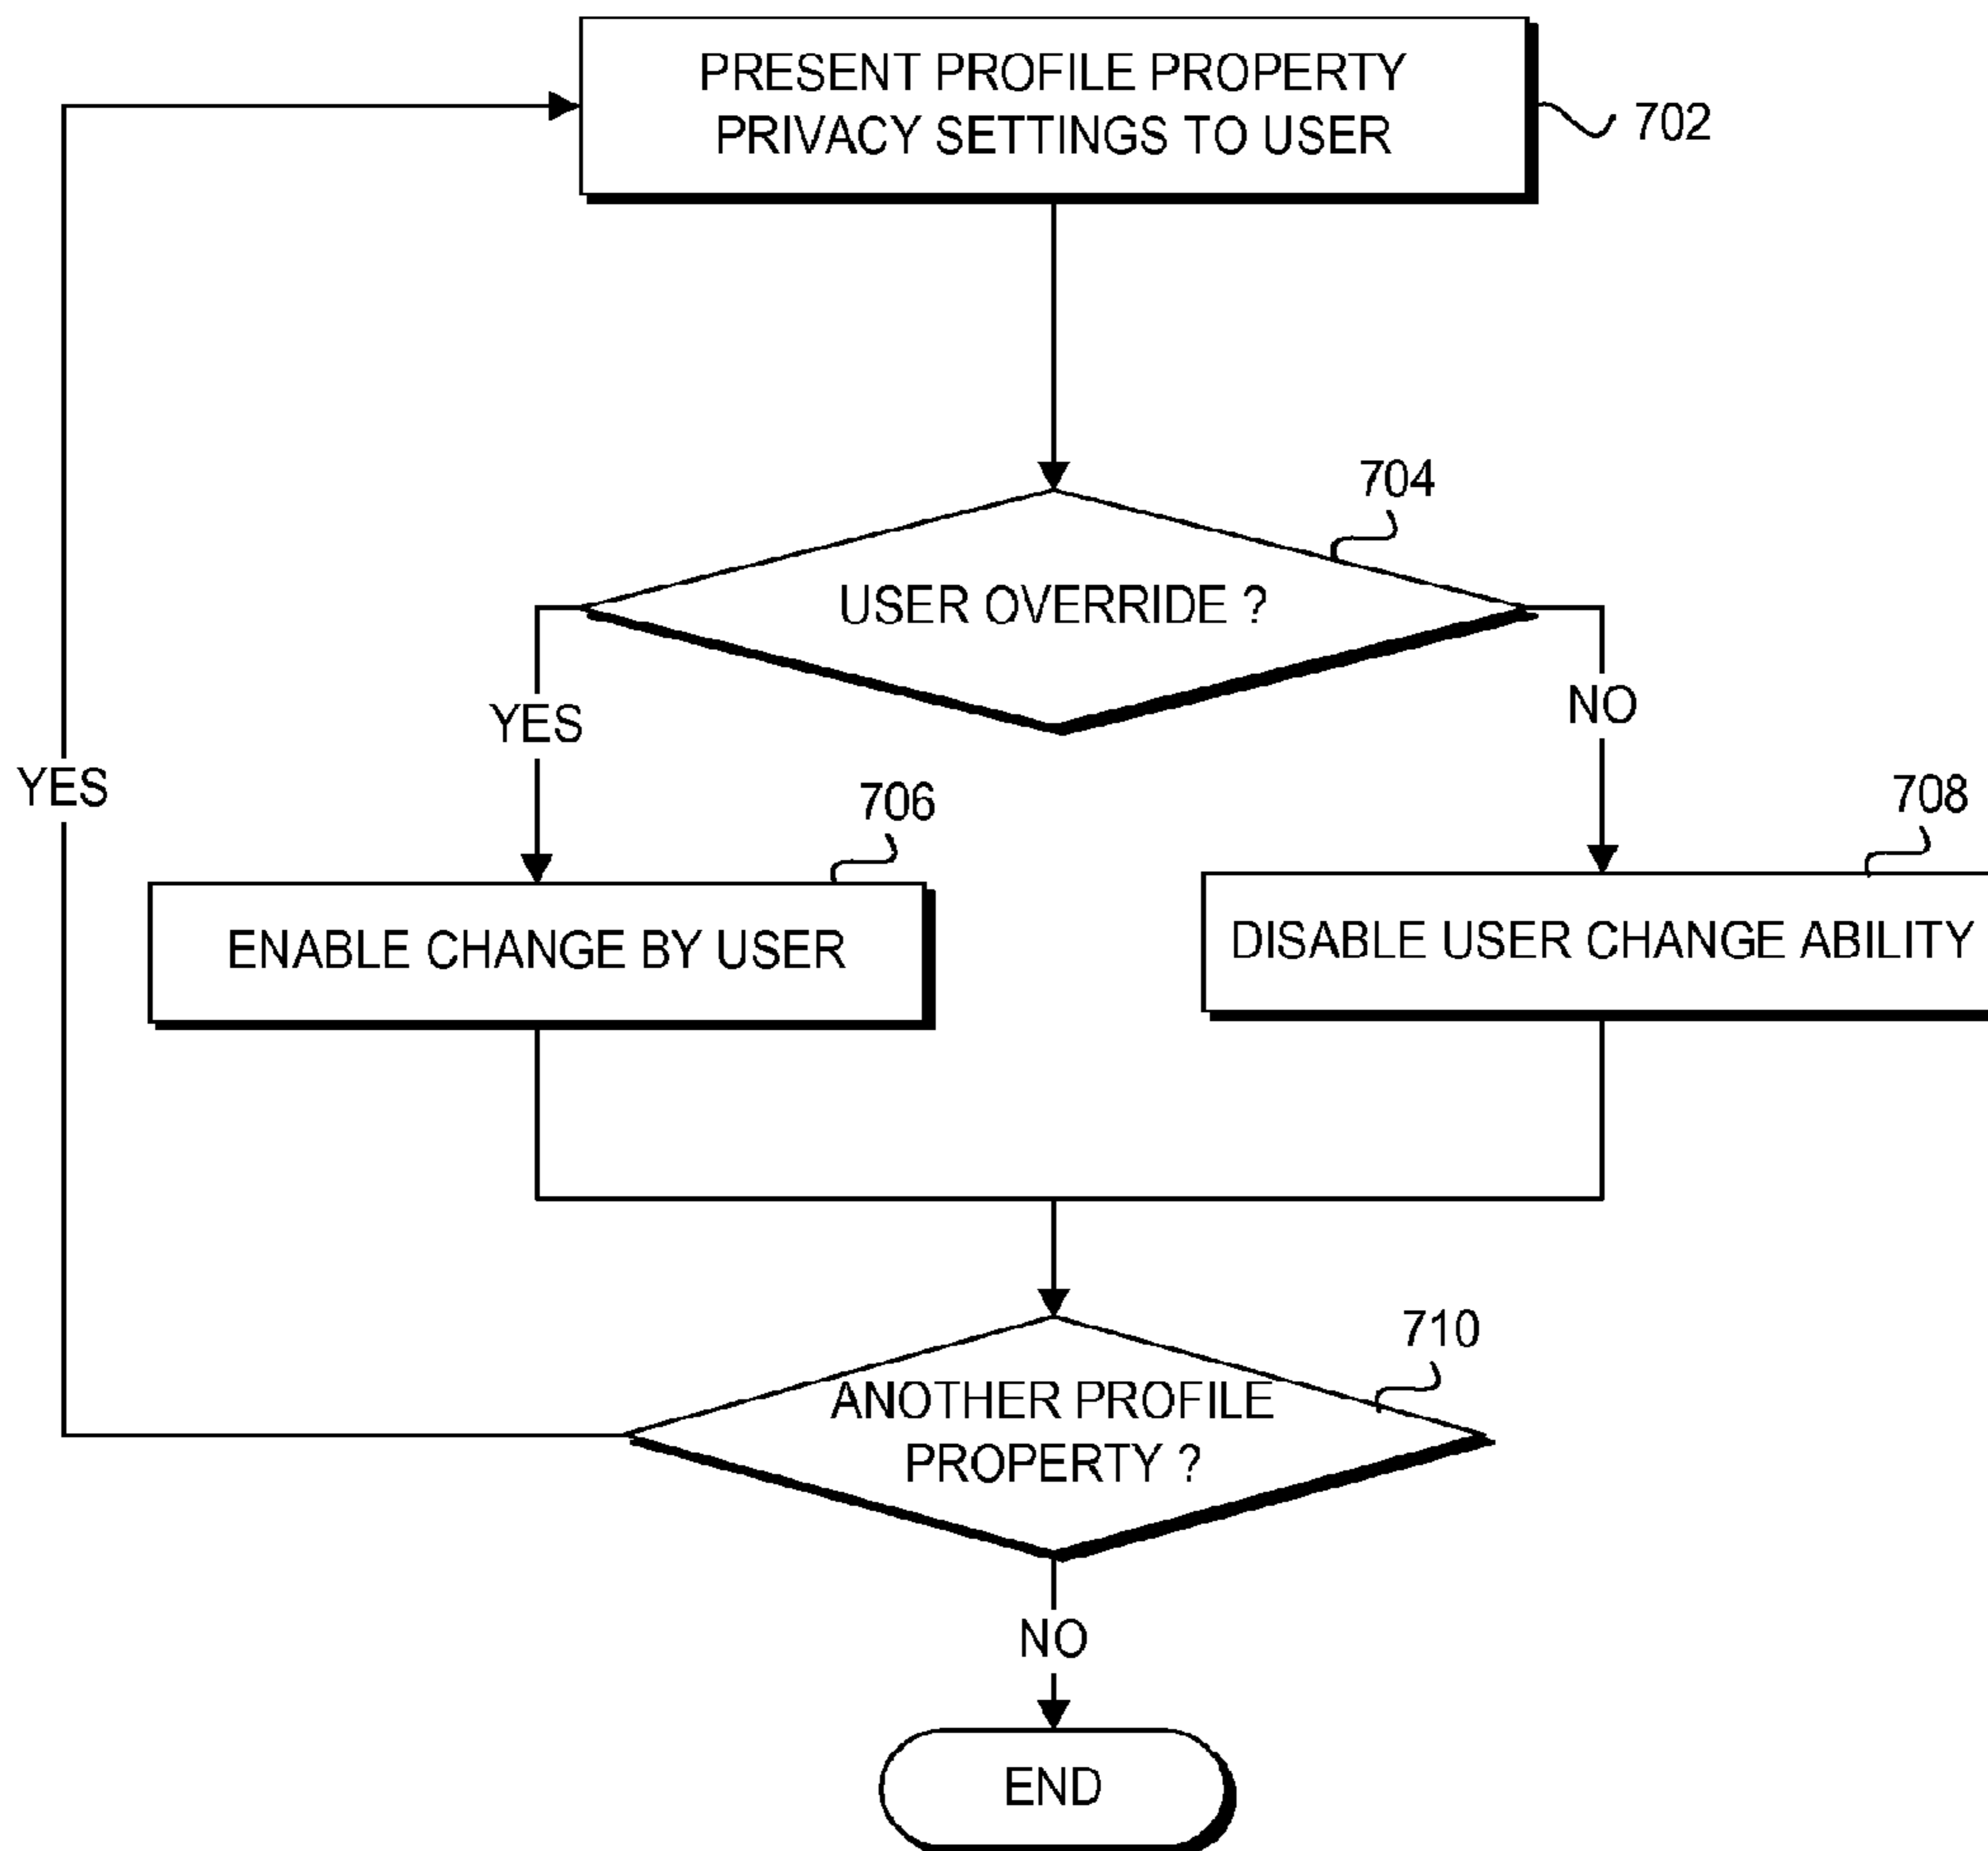 PRESENT PROFILE PROPERTY
PRIVACY SETTINGS TO USER
702
704
USER OVERRIDE ?
YES
NO
YES
706
708
ENABLE CHANGE BY USER
DISABLE USER CHANGE ABILITY
710
ANOTHER PROFILE
PROPERTY ?
NO
END